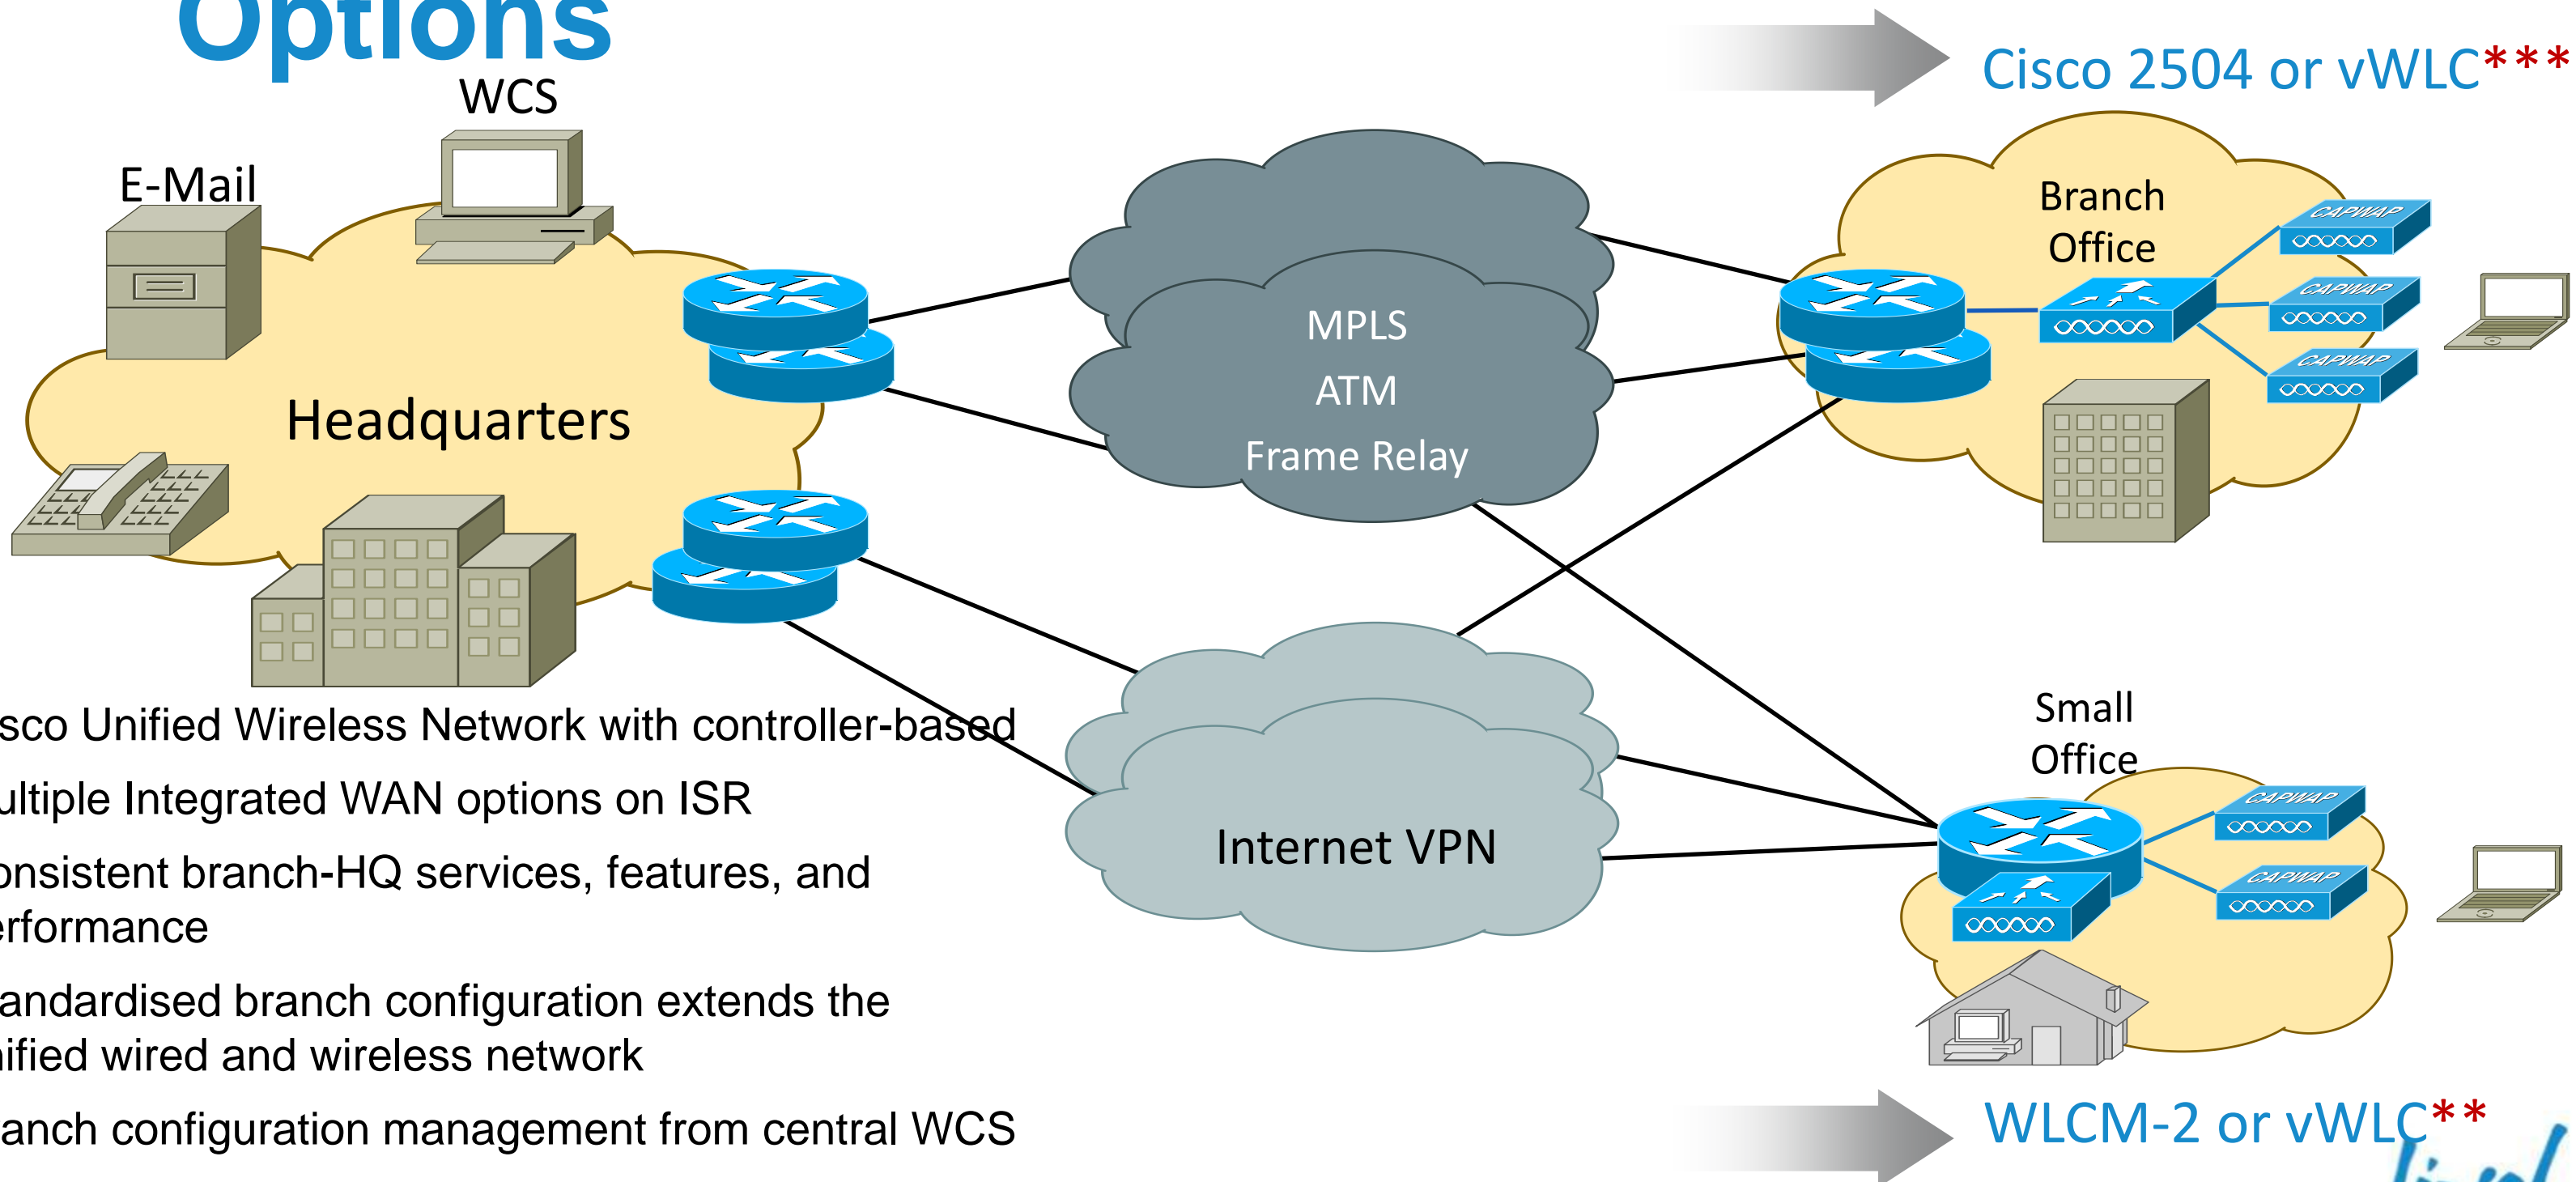 Options
WCS
E-Mail
Headquarters
MPLS
ATM
Frame Relay
Internet VPN
Cisco 2504 or vWLC***
Branch
Office
CAPWAP
CAPWAP
CAPWAP
Small
Office
CAPWAP
CAPWAP
WLCM-2 or vWLC**
isco Unified Wireless Network with controller-based
ultiple Integrated WAN options on ISR
onsistent branch-HQ services, features, and
erformance
andardised branch configuration extends the
nified wired and wireless network
anch configuration management from central WCS